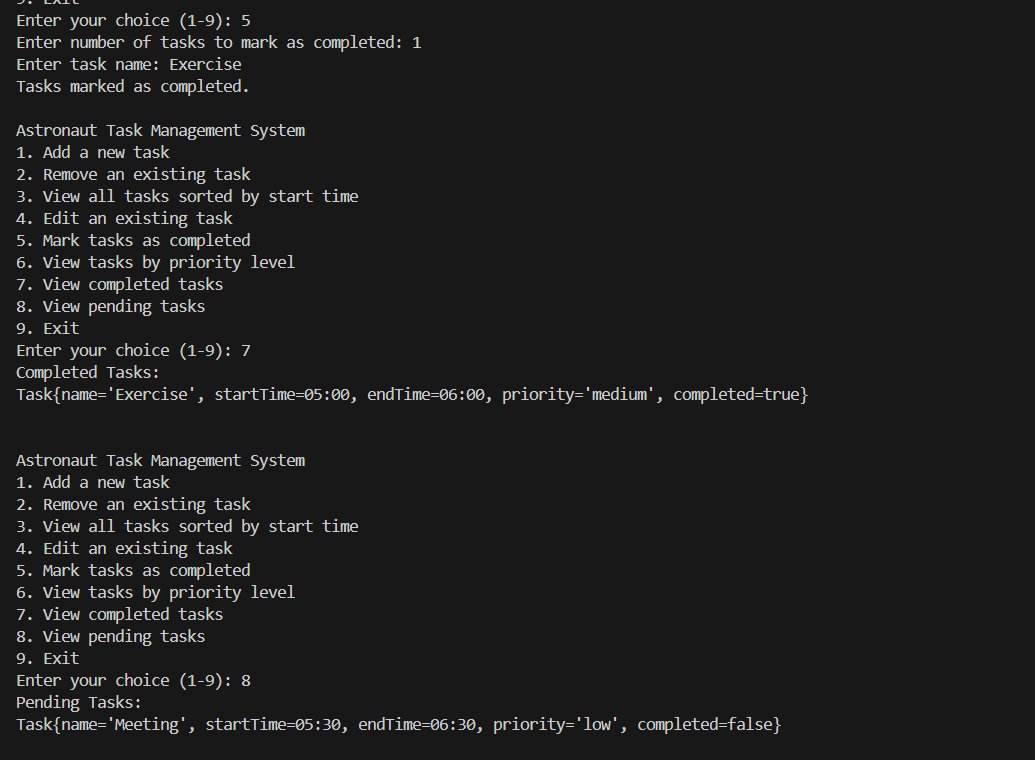 9. Exit
Enter your choice (1-9): 5
Enter number of tasks to mark as completed: 1
Enter task name: Exercise
Tasks marked as completed.
Astronaut Task Management System
1. Add a new task
2. Remove an existing task
3. View all tasks sorted by start time
4. Edit an existing task
5. Mark tasks as completed
6. View tasks by priority level
7. View completed tasks
8. View pending tasks
9. Exit
Enter your choice (1-9): 7
Completed Tasks:
Task{name='Exercise', startTime=05:00, endTime=06:00, priority='medium', completed=true}
Astronaut Task Management System
1. Add a new task
2. Remove an existing task
3. View all tasks sorted by start time
4. Edit an existing task
5. Mark tasks as completed
6. View tasks by priority level
7. View completed tasks
8. View pending tasks
9. Exit
Enter your choice (1-9): 8
Pending Tasks:
Task{name='Meeting', startTime=05:30, endTime=06:30, priority='low', completed=false}